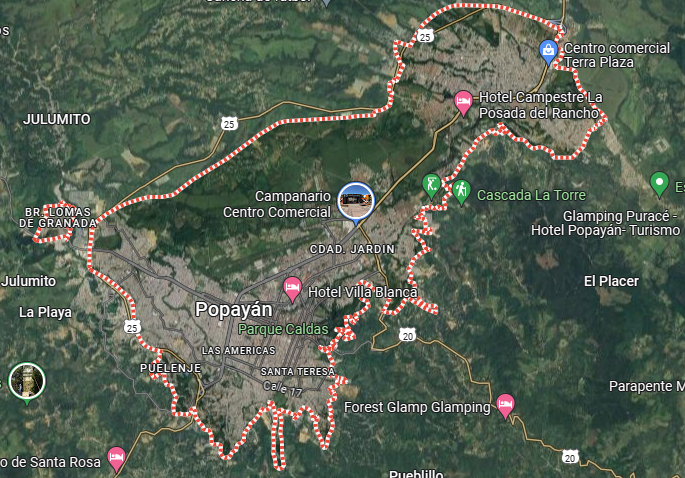 25
Centro comercial
Terra Plaza
Hotel Campestre La
Posada del Rancho
JULUMITO
25
Cascada La Torre
Campanario
Centro Comercial
BR. LOMAS
DE GRANADA
Glamping Puracé -
Hotel Popayán- Turismo
CDAD. JARDIN
Julumito
El Placer
Hotel Villa Blanca
La Playa
Popayán
25
Parque Caldas
20
LAS AMERICAS
PUELENJE
SANTA TERESA
Calle 17
Parapente M
Forest Glamp Glamping
20
o de Santa Rosa
Pueblillo